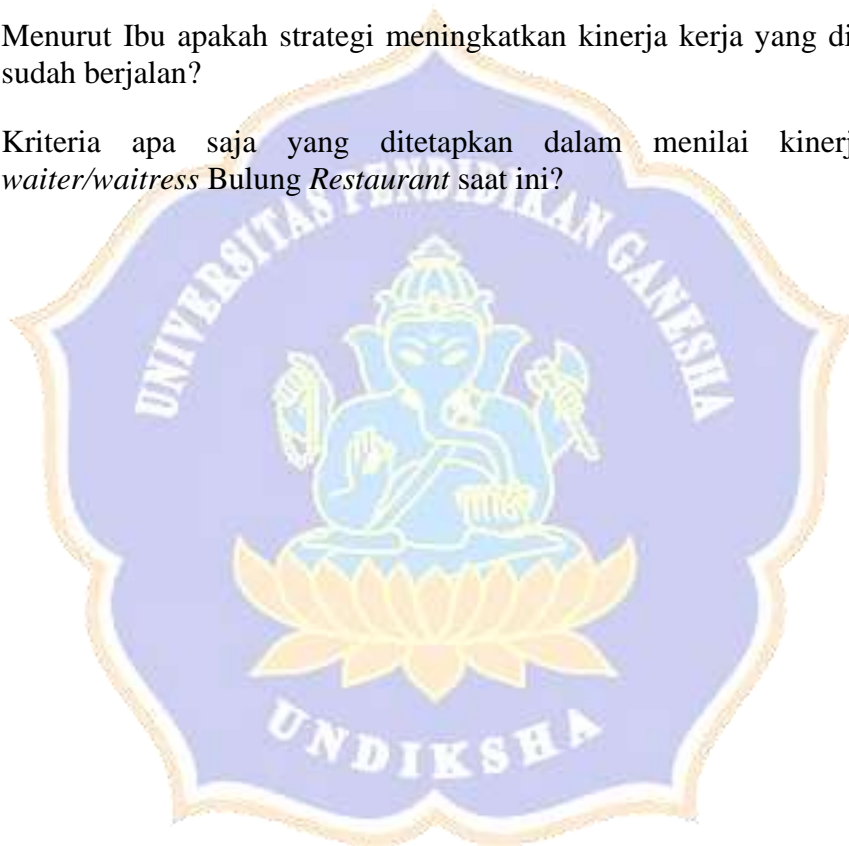 Menurut Ibu apakah strategi meningkatkan kinerja kerja yang di
sudah berjalan?
Kriteria apa saja yang ditetapkan dalam menilai kinerj
waiter/waitress Bulung Restaurant saat ini?
UNIVERSITAS PENDIDIKAN GANESHA
UNDIKSHA